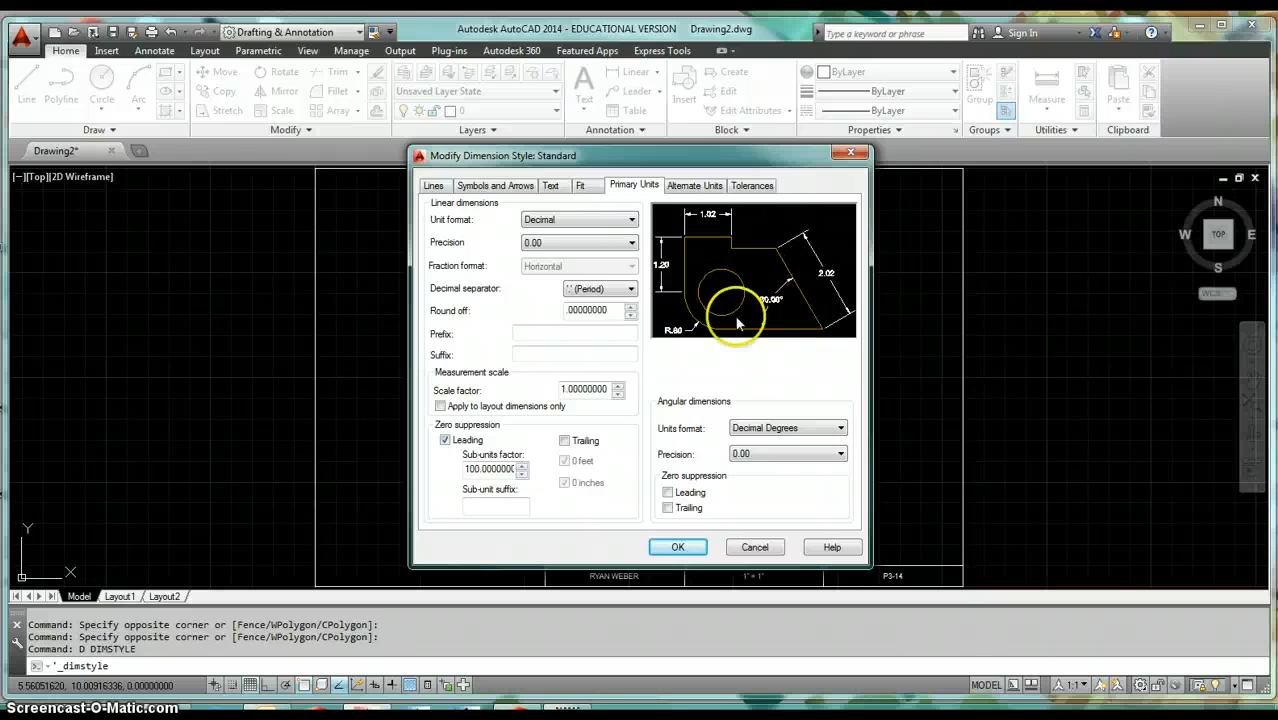 Drafting & Annotation
Autodesk AutoCAD 2014 - EDUCATIONAL VERSION Drawing2.dwg
Type a keyword or phrase
Sign In
Home Insert Annotate Layout Parametric View Manage Output Plug-ins Autodesk 360 Featured Apps Express Tools
Line Polyline Circle Arc
Move Rotate Trim
Copy Mirror Fillet
Stretch Scale Array
Unsaved Layer State
0
Text
Linear
Leader
Table
Insert
Create
Edit
Edit Attributes
ByLayer
ByLayer
ByLayer
Group
Measure
Paste
Draw Modify Layers Annotation Block Properties Groups Utilities Clipboard
Drawing2*
[−][Top][2D Wireframe]
Modify Dimension Style: Standard
Lines Symbols and Arrows Text Fit Primary Units Alternate Units Tolerances
Linear dimensions
Unit format: Decimal
Precision 0.00
Fraction format: Horizontal
Decimal separator: '.' (Period)
Round off: .00000000
Prefix:
Suffix:
Measurement scale
Scale factor: 1.00000000
Apply to layout dimensions only
Zero suppression
Leading
Sub-units factor:
100.0000000
Sub-unit suffix:
Trailing
0 feet
0 inches
1.02
1.20
2.02
R.80
Angular dimensions
Units format: Decimal Degrees
Precision: 0.00
Zero suppression
Leading
Trailing
OK Cancel Help
N
W TOP E
S
WCS
Y
X
RYAN WEBER 1" = 1" P3-14
Model Layout1 Layout2
Command: Specify opposite corner or [Fence/WPolygon/CPolygon]:
Command: Specify opposite corner or [Fence/WPolygon/CPolygon]:
Command: D DIMSTYLE
'_dimstyle
5.56051620, 10.00916336, 0.00000000
MODEL
1:1
Screencast-O-Matic.com